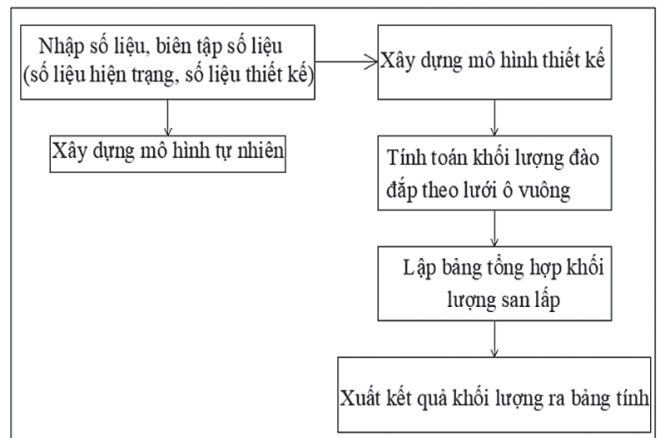 Nhập số liệu, biên tập số liệu
(số liệu hiện trạng, số liệu thiết kế)
Xây dựng mô hình tự nhiên
Xây dựng mô hình thiết kế
Tính toán khối lượng đào
đắp theo lưới ô vuông
Lập bảng tổng hợp khối
lượng san lấp
Xuất kết quả khối lượng ra bảng tính